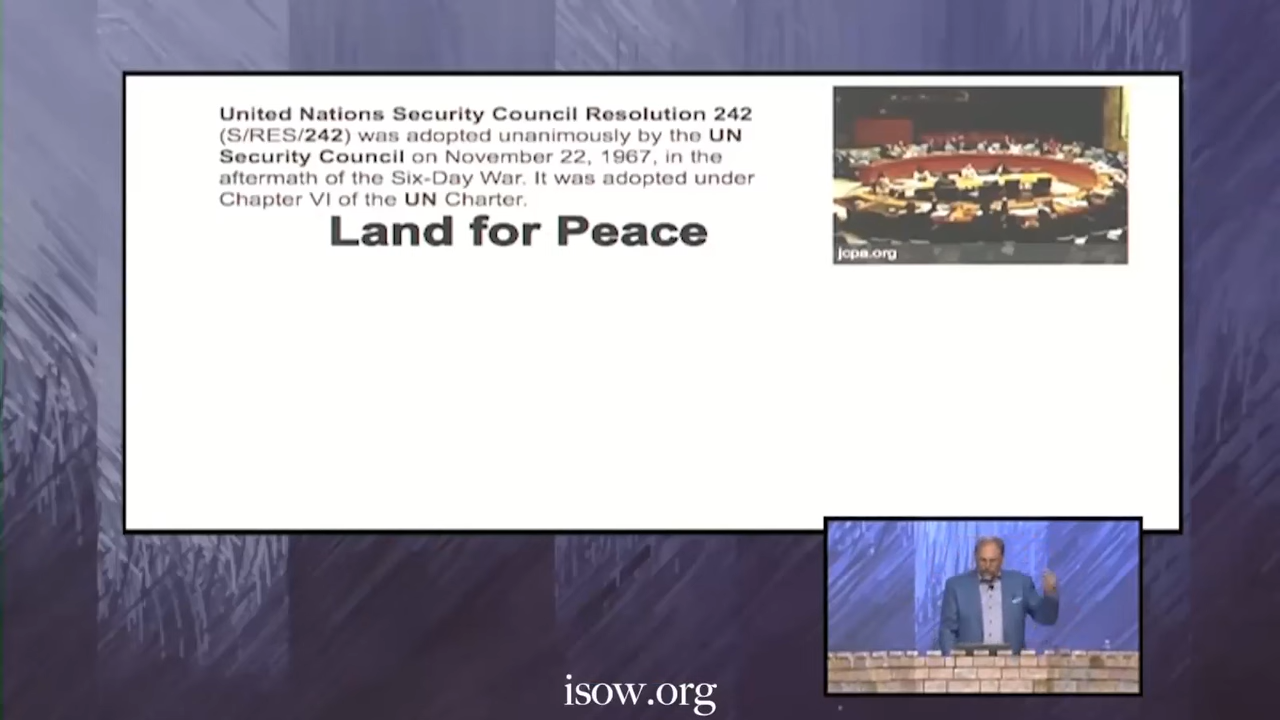 United Nations Security Council Resolution 242
(S/RES/242) was adopted unanimously by the UN
Security Council on November 22, 1967, in the
aftermath of the Six-Day War. It was adopted under
Chapter VI of the UN Charter.
Land for Peace
jcpa.org
isow.org